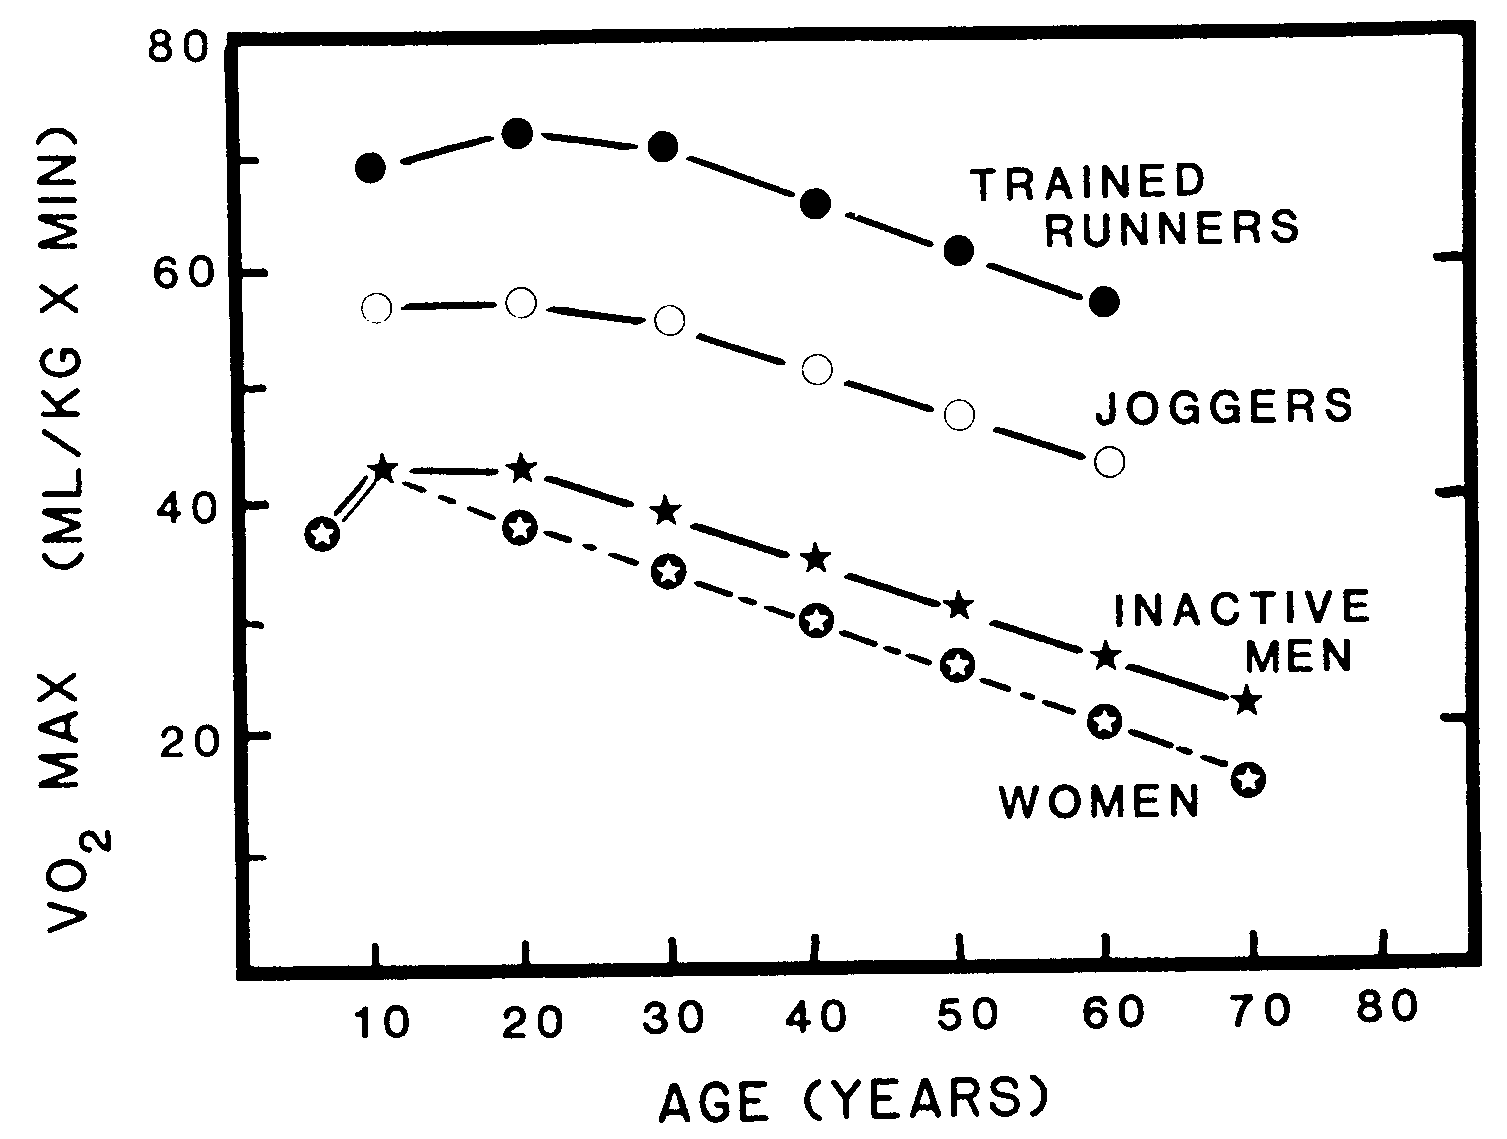 80
60
40
20
VO2 MAX (ML/KG X MIN)
TRAINED
RUNNERS
JOGGERS
INACTIVE
MEN
WOMEN
10 20 30 40 50 60 70 80
AGE (YEARS)